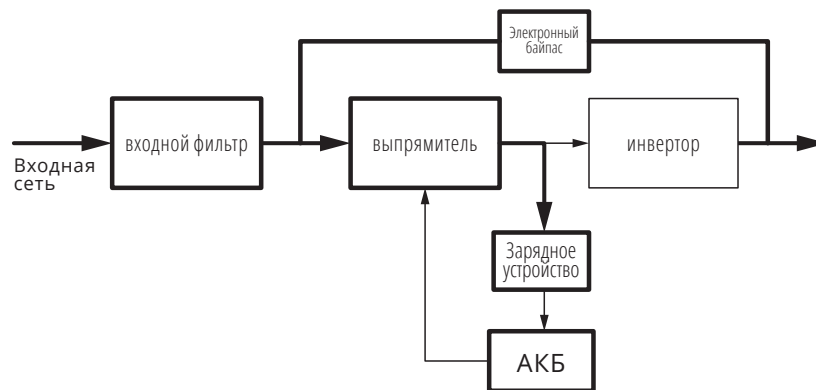 Электронный
байпас
входной фильтр
выпрямитель
инвертор
Входная
сеть
Зарядное
устройство
АКБ